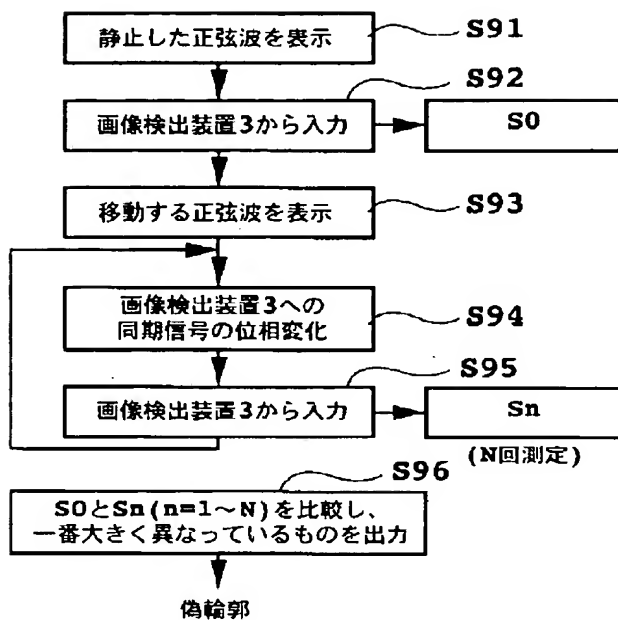 静止した正弦波を表示
S91
S92
画像検出装置3から入力
S0
移動する正弦波を表示
S93
画像検出装置3への
同期信号の位相変化
S94
S95
画像検出装置3から入力
Sn
(N回測定)
S96
S0とSn(n=1～N)を比較し、
一番大きく異なっているものを出力
偽輪郭